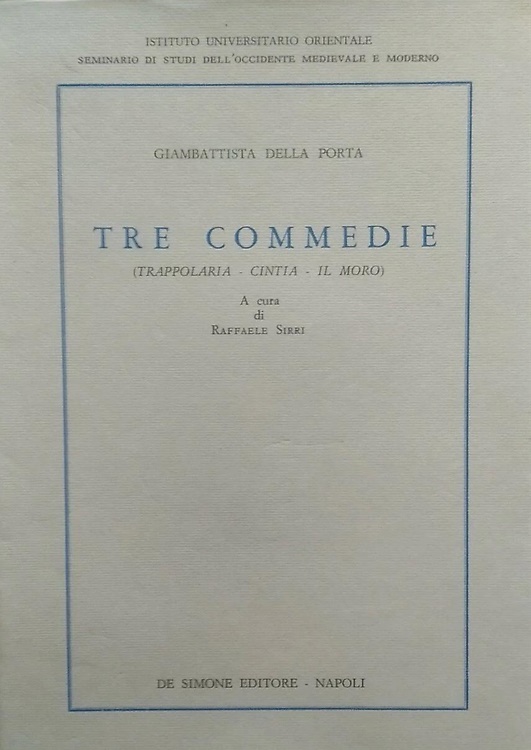 ISTITUTO UNIVERSITARIO ORIENTALE
SEMINARIO DI STUDI DELL'OCCIDENTE MEDIEVALE E MODERNO
GIAMBATTISTA DELLA PORTA
TRE COMMEDIE
(TRAPPOLARIA - CINTIA - IL MORO)
A cura
di
RAFFAELE SIRRI
DE SIMONE EDITORE - NAPOLI